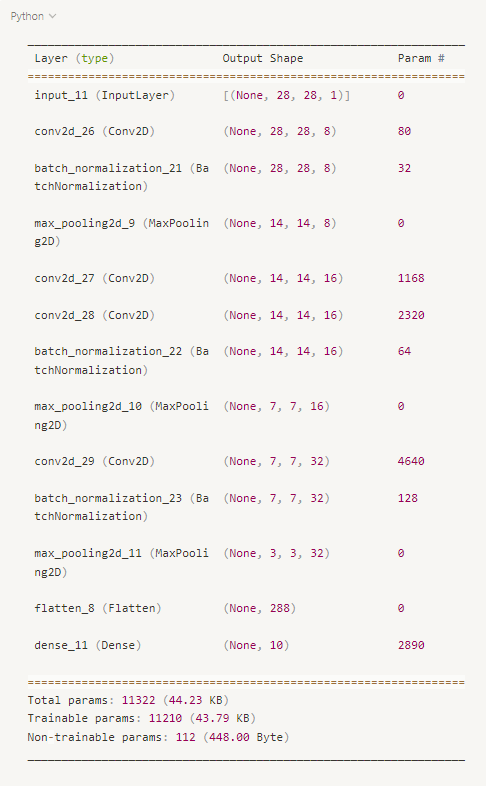 Python
Layer (type) Output Shape Param #
=================================================================
input_11 (InputLayer) [(None, 28, 28, 1)] 0
conv2d_26 (Conv2D) (None, 28, 28, 8) 80
batch_normalization_21 (Ba (None, 28, 28, 8) 32
tchNormalization)
max_pooling2d_9 (MaxPoolin (None, 14, 14, 8) 0
g2D)
conv2d_27 (Conv2D) (None, 14, 14, 16) 1168
conv2d_28 (Conv2D) (None, 14, 14, 16) 2320
batch_normalization_22 (Ba (None, 14, 14, 16) 64
tchNormalization)
max_pooling2d_10 (MaxPooli (None, 7, 7, 16) 0
ng2D)
conv2d_29 (Conv2D) (None, 7, 7, 32) 4640
batch_normalization_23 (Ba (None, 7, 7, 32) 128
tchNormalization)
max_pooling2d_11 (MaxPooli (None, 3, 3, 32) 0
ng2D)
flatten_8 (Flatten) (None, 288) 0
dense_11 (Dense) (None, 10) 2890
=================================================================
Total params: 11322 (44.23 KB)
Trainable params: 11210 (43.79 KB)
Non-trainable params: 112 (448.00 Byte)